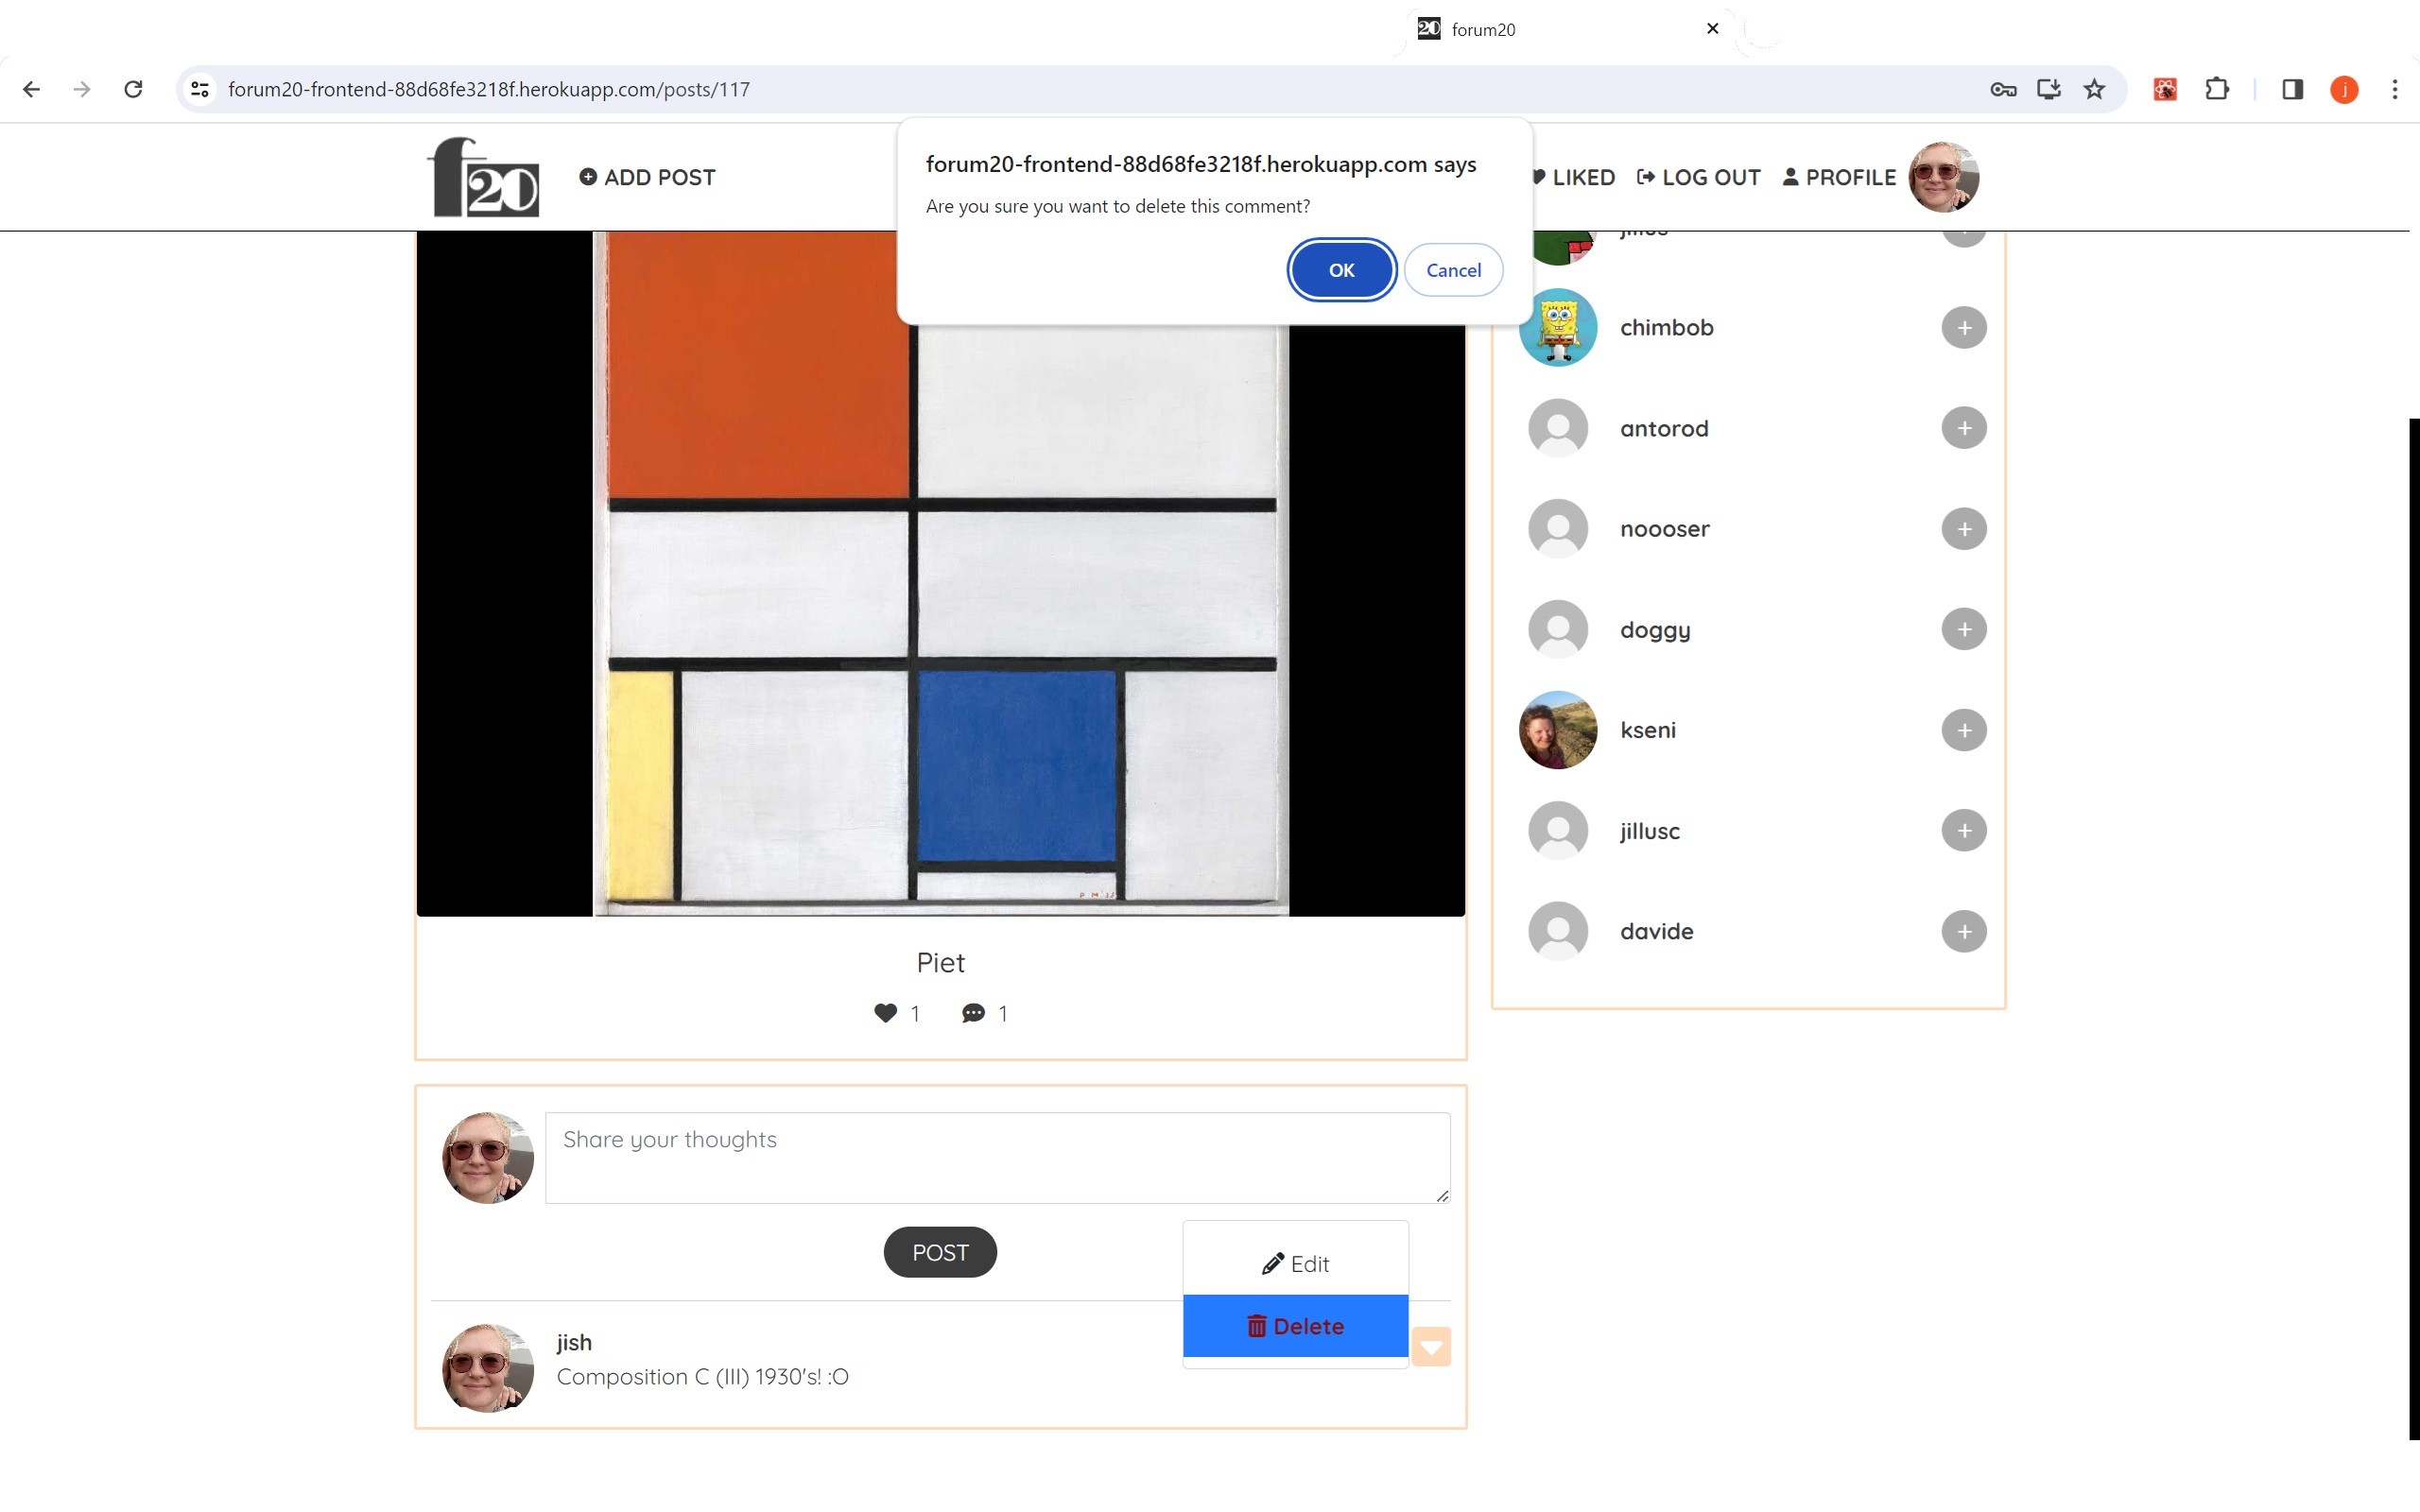 20 forum20
forum20-frontend-88d68fe3218f.herokuapp.com/posts/117
j
f20
ADD POST
forum20-frontend-88d68fe3218f.herokuapp.com says
Are you sure you want to delete this comment?
OK
Cancel
LIKED
LOG OUT
PROFILE
chimbob
antorod
noooser
doggy
kseni
jillusc
davide
Piet
1
1
Share your thoughts
POST
Edit
Delete
jish
Composition C (III) 1930's! :O